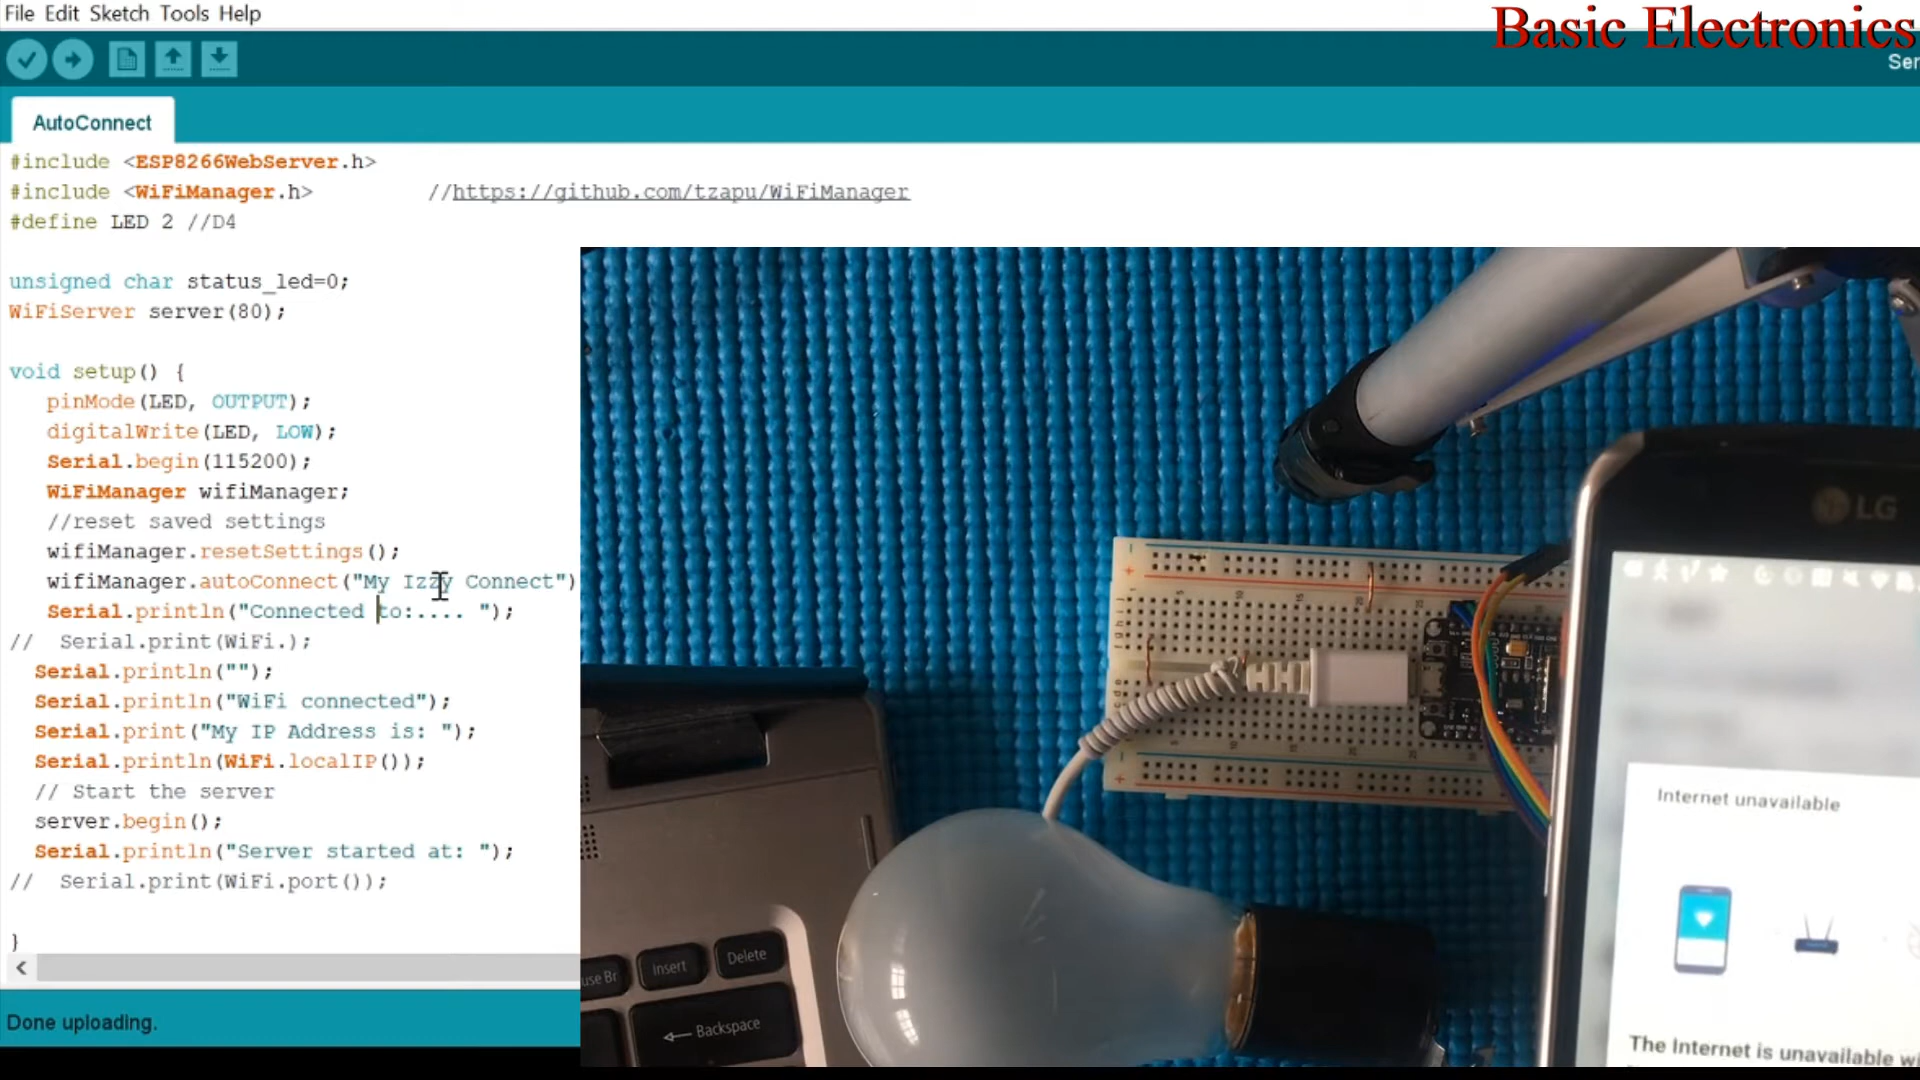 File Edit Sketch Tools Help
Basic Electronics
Ser
AutoConnect
#include <ESP8266WebServer.h>
#include <WiFiManager.h> //https://github.com/tzapu/WiFiManager
#define LED 2 //D4
unsigned char status_led=0;
WiFiServer server(80);
void setup() {
pinMode(LED, OUTPUT);
digitalWrite(LED, LOW);
Serial.begin(115200);
WiFiManager wifiManager;
//reset saved settings
wifiManager.resetSettings();
wifiManager.autoConnect("My Izzy Connect")
Serial.println("Connected to:.... ");
// Serial.print(WiFi.);
Serial.println("");
Serial.println("WiFi connected");
Serial.print("My IP Address is: ");
Serial.println(WiFi.localIP());
// Start the server
server.begin();
Serial.println("Server started at: ");
// Serial.print(WiFi.port());
}
Done uploading.
use Br
Insert
Delete
← Backspace
LG
Internet unavailable
The Internet is unavailable